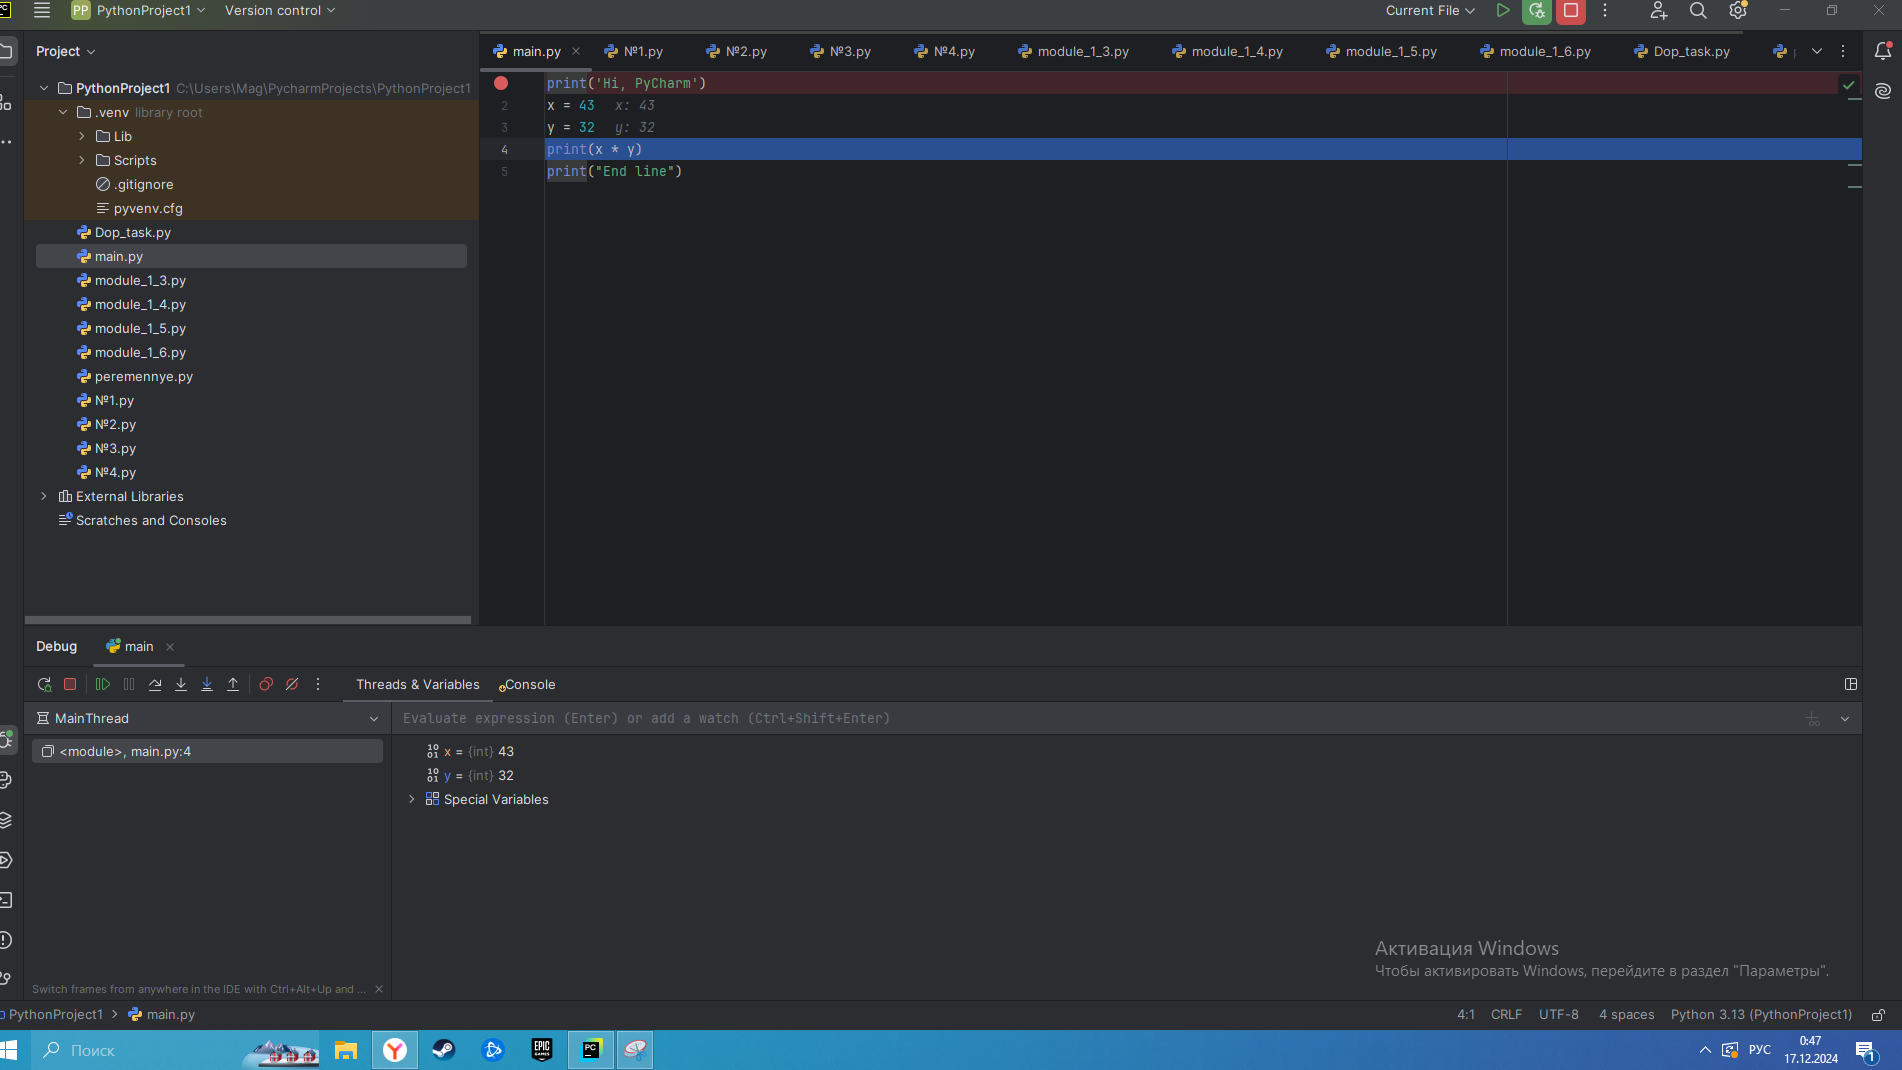 PC
PP PythonProject1 Version control Current File
Project
main.py №1.py №2.py №3.py №4.py module_1_3.py module_1_4.py module_1_5.py module_1_6.py Dop_task.py
PythonProject1 C:\Users\Mag\PycharmProjects\PythonProject1
.venv library root
Lib
Scripts
.gitignore
pyvenv.cfg
Dop_task.py
main.py
module_1_3.py
module_1_4.py
module_1_5.py
module_1_6.py
peremennye.py
№1.py
№2.py
№3.py
№4.py
External Libraries
Scratches and Consoles
print('Hi, PyCharm')
2 x = 43 x: 43
3 y = 32 y: 32
4 print(x * y)
5 print("End line")
Debug main
Threads & Variables Console
MainThread
Evaluate expression (Enter) or add a watch (Ctrl+Shift+Enter)
<module>, main.py:4
x = {int} 43
y = {int} 32
Special Variables
Активация Windows
Чтобы активировать Windows, перейдите в раздел "Параметры".
Switch frames from anywhere in the IDE with Ctrl+Alt+Up and ...
PythonProject1 > main.py 4:1 CRLF UTF-8 4 spaces Python 3.13 (PythonProject1)
Поиск
EPIC GAMES
PC
РУС
0:47
17.12.2024
1